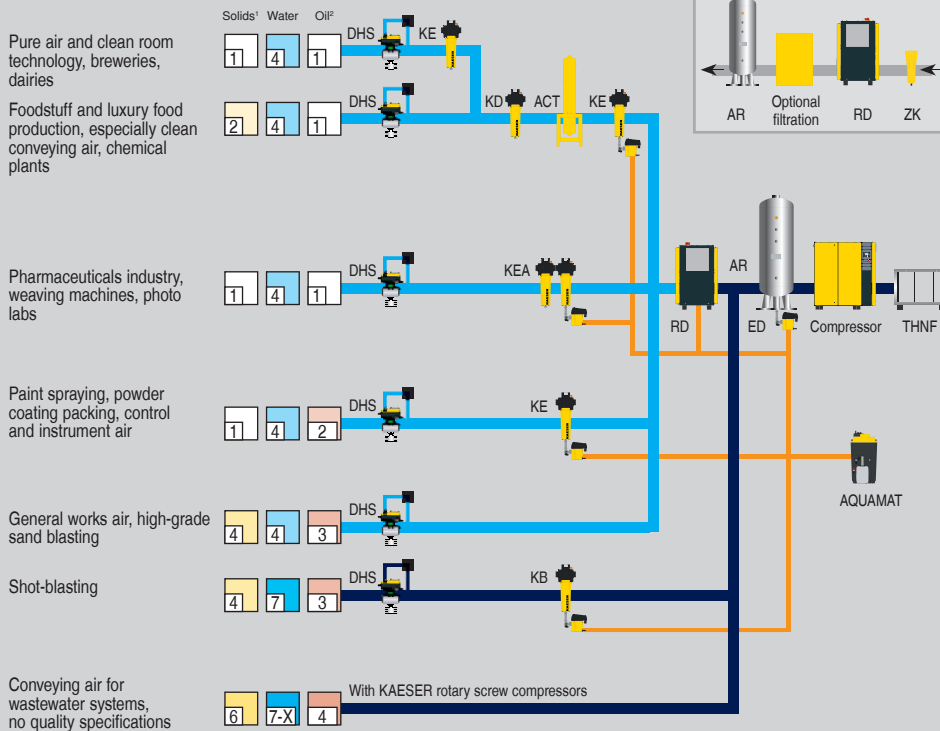 Solids¹ Water Oil²
Pure air and clean room
technology, breweries,
dairies
1 4 1 DHS KE
Foodstuff and luxury food
production, especially clean
conveying air, chemical
plants
2 4 1 DHS KD ACT KE
AR Optional
filtration RD ZK
Pharmaceuticals industry,
weaving machines, photo
labs
1 4 1 DHS KEA
RD AR ED Compressor THNF
Paint spraying, powder
coating packing, control
and instrument air
1 4 2 DHS KE
AQUAMAT
General works air, high-grade
sand blasting
4 4 3 DHS
Shot-blasting
4 7 3 DHS KB
Conveying air for
wastewater systems,
no quality specifications
6 7-X 4 With KAESER rotary screw compressors